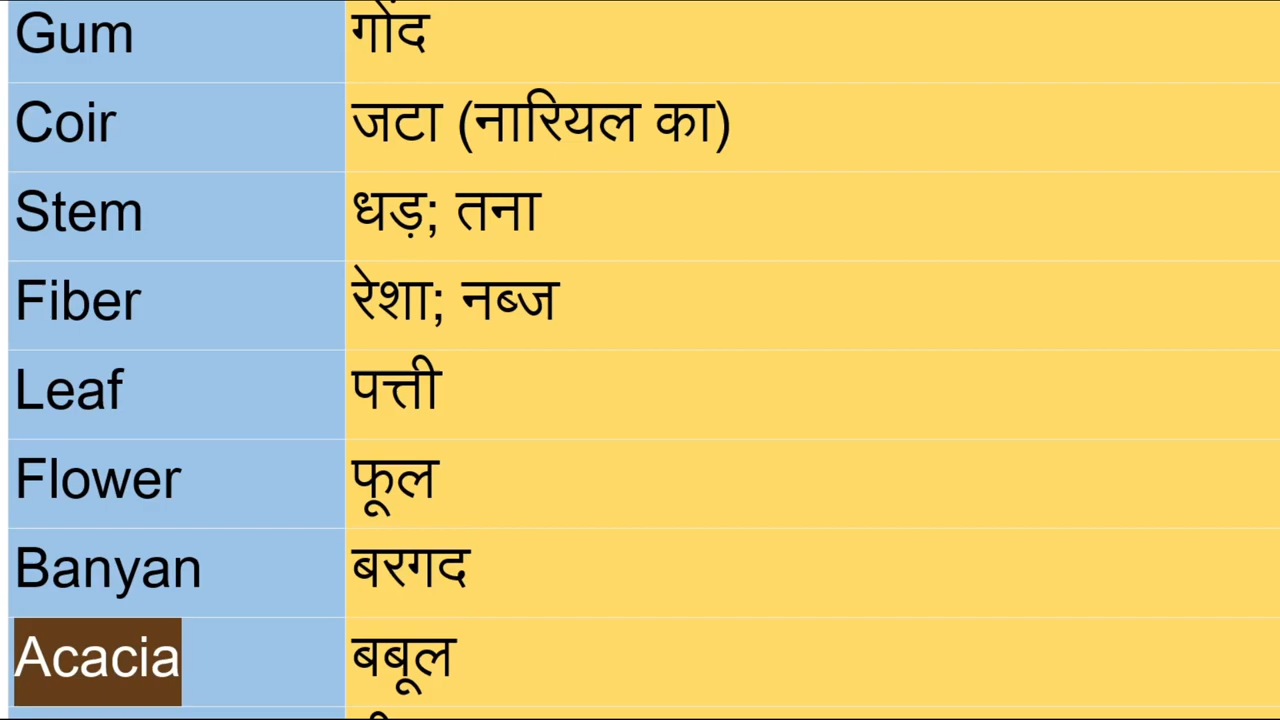 Gum गोंद
Coir जटा (नारियल का)
Stem धड़; तना
Fiber रेशा; नब्ज
Leaf पत्ती
Flower फूल
Banyan बरगद
Acacia बबूल